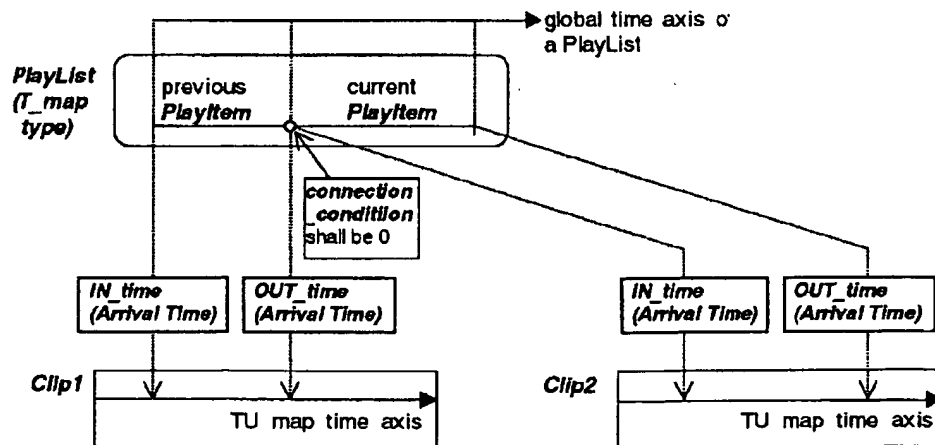 global time axis o
a PlayList
PlayList
(T_map
type)
previous
PlayItem
current
PlayItem
connection
_condition
shall be 0
IN_time
(Arrival Time)
OUT_time
(Arrival Time)
IN_time
(Arrival Time)
OUT_time
(Arrival Time)
Clip1
TU map time axis
Clip2
TU map time axis